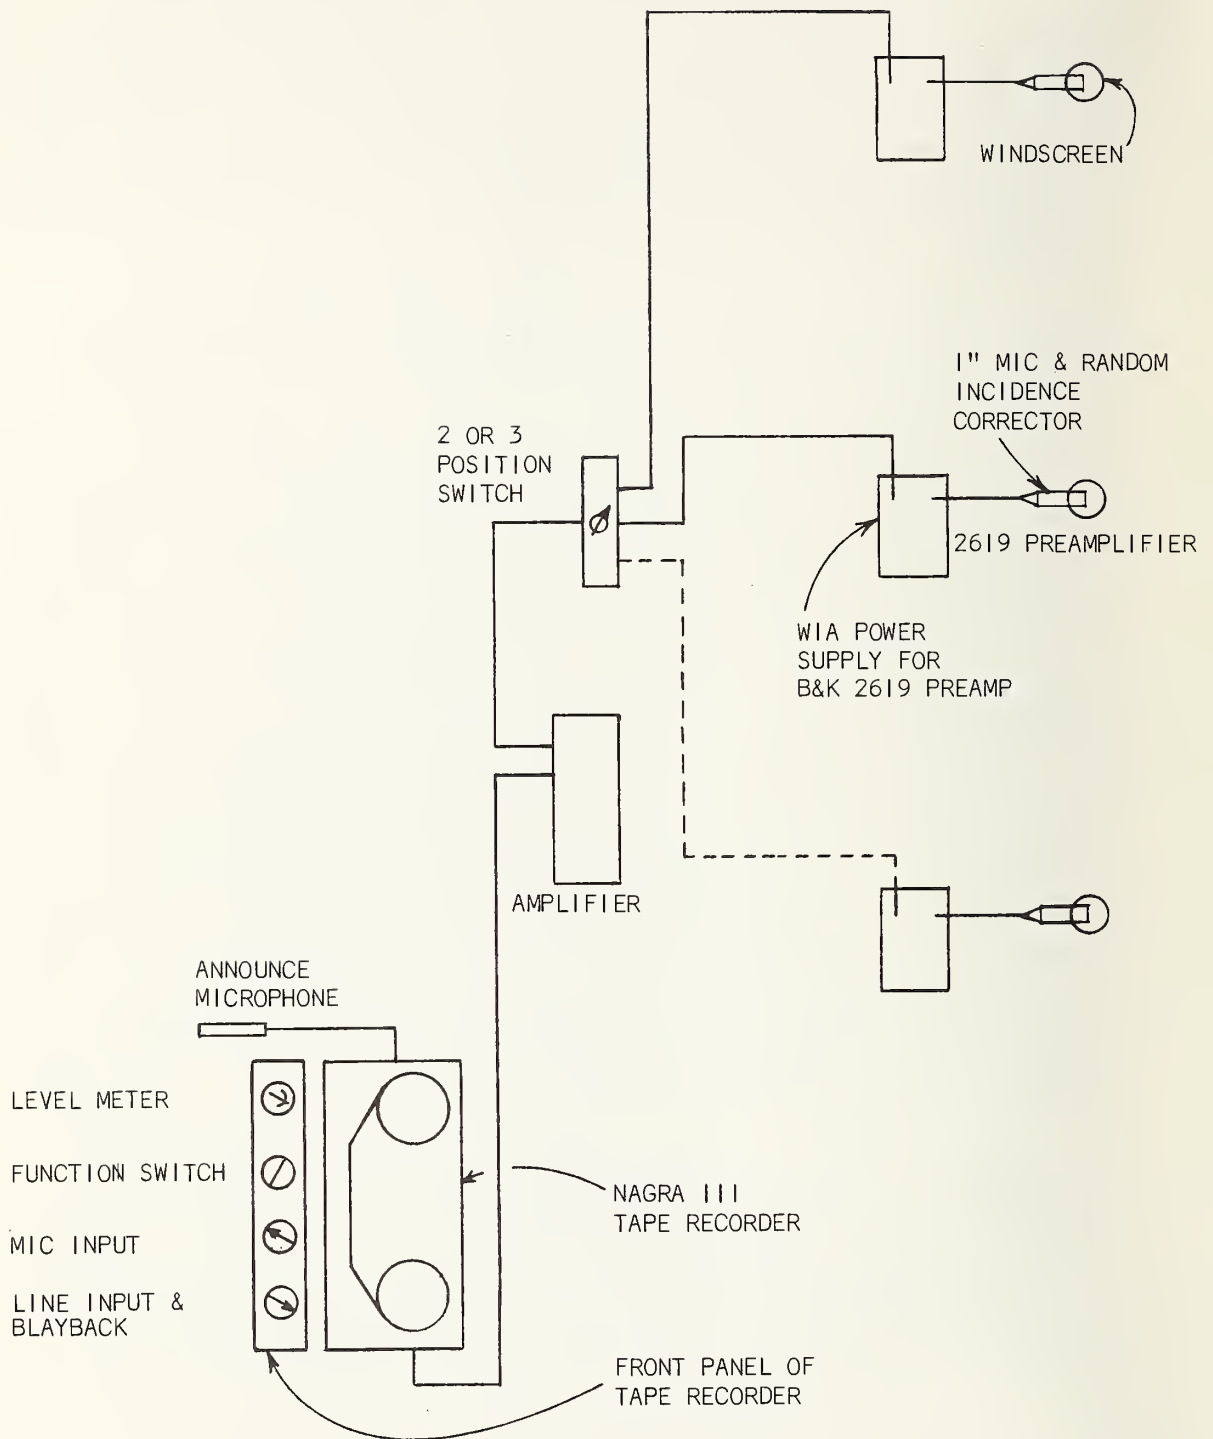 WINDSCREEN
1" MIC & RANDOM
INCIDENCE
CORRECTOR
2 OR 3
POSITION
SWITCH
2619 PREAMPLIFIER
WIA POWER
SUPPLY FOR
B&K 2619 PREAMP
AMPLIFIER
ANNOUNCE
MICROPHONE
LEVEL METER
FUNCTION SWITCH
MIC INPUT
LINE INPUT &
BLAYBACK
NAGRA III
TAPE RECORDER
FRONT PANEL OF
TAPE RECORDER